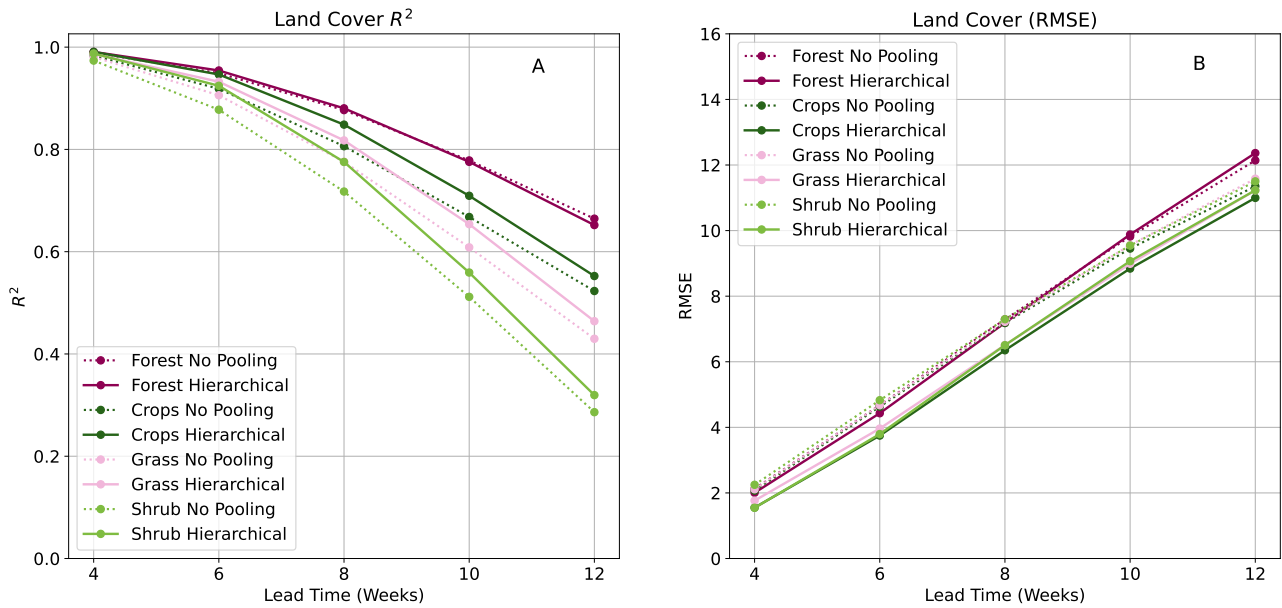 Land Cover R²
A
1.0
0.8
0.6
0.4
0.2
0.0
R²
Forest No Pooling
Forest Hierarchical
Crops No Pooling
Crops Hierarchical
Grass No Pooling
Grass Hierarchical
Shrub No Pooling
Shrub Hierarchical
4 6 8 10 12
Lead Time (Weeks)
Land Cover (RMSE)
B
16
14
12
10
8
6
4
2
0
RMSE
Forest No Pooling
Forest Hierarchical
Crops No Pooling
Crops Hierarchical
Grass No Pooling
Grass Hierarchical
Shrub No Pooling
Shrub Hierarchical
4 6 8 10 12
Lead Time (Weeks)